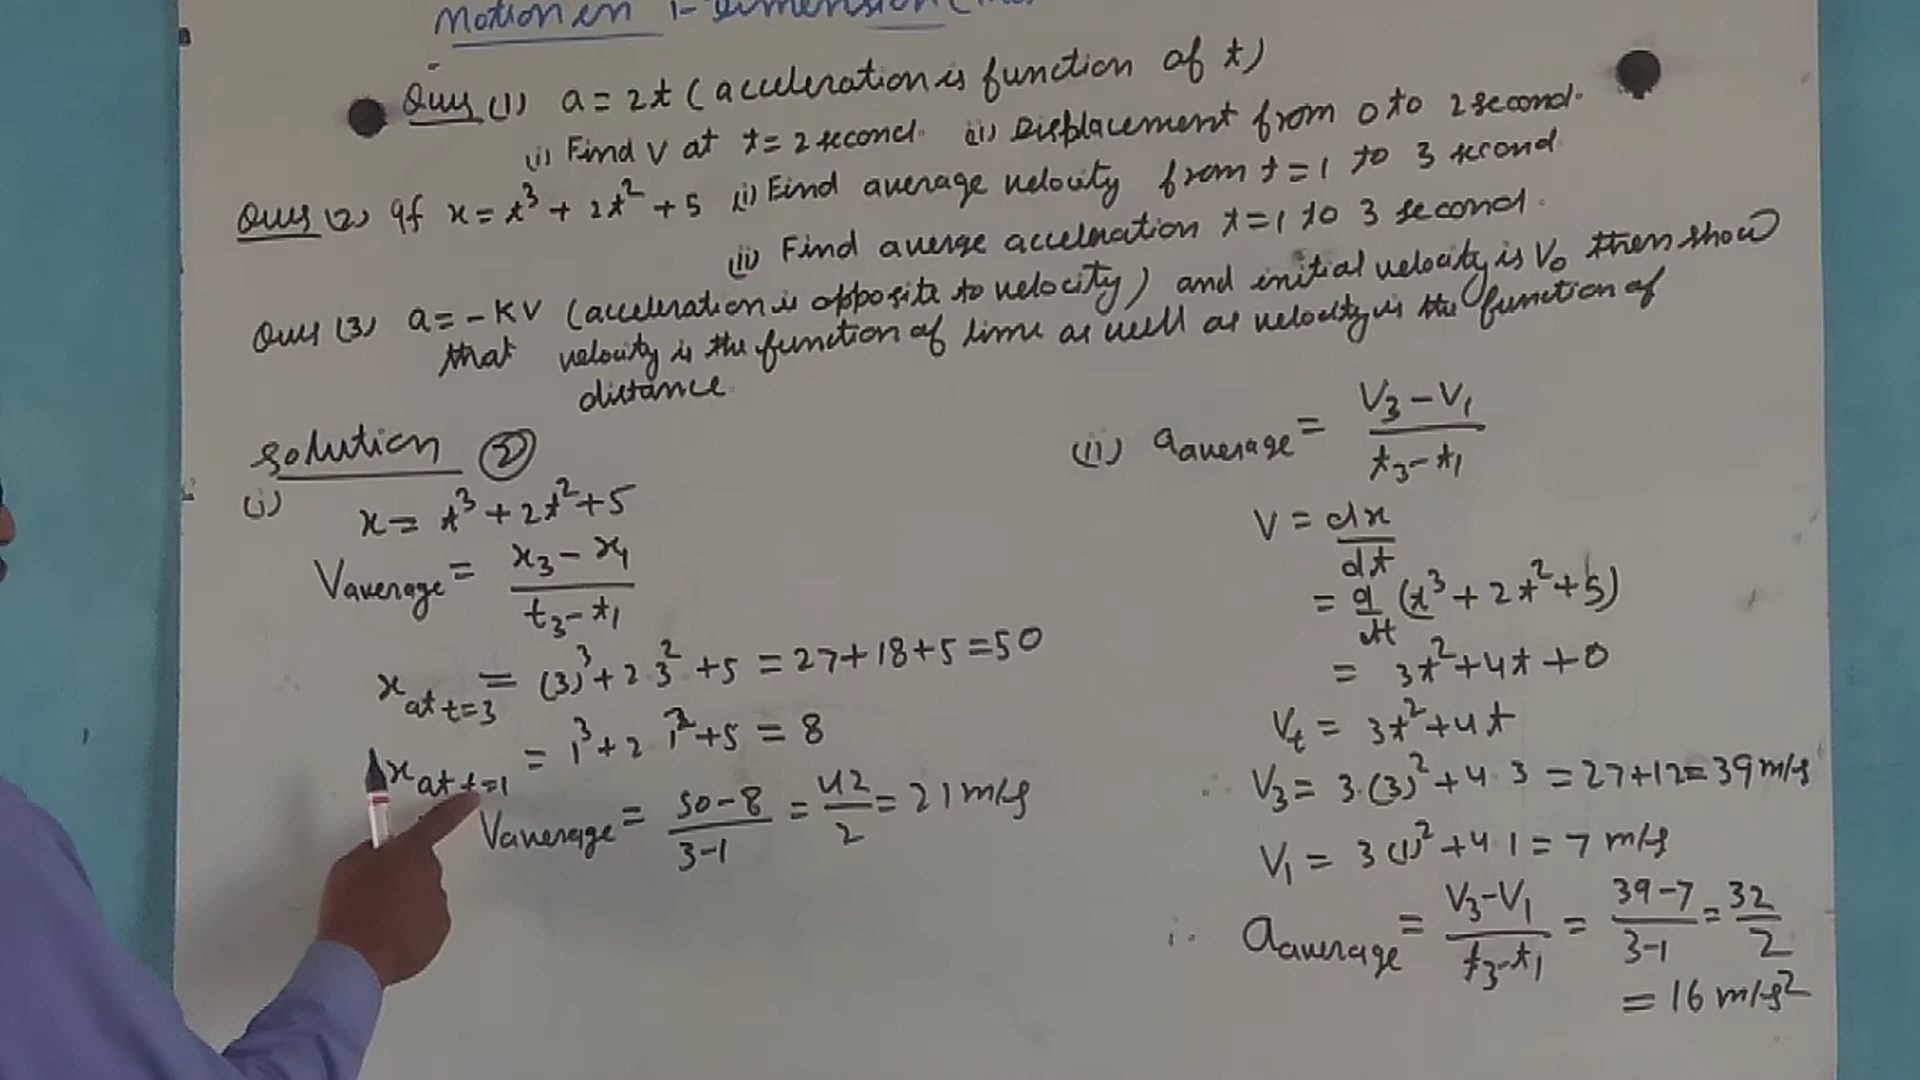 Motion in 1-Dimension
Ques (1) a = 2t (acceleration is function of t)
(i) Find V at t = 2 second. (ii) Displacement from 0 to 2 second.
Ques (2) If x = t³ + 2t² + 5 (i) Find average velocity from t = 1 to 3 second
(ii) Find averge acceleration t = 1 to 3 second.
Ques (3) a = -KV (acceleration is opposite to velocity) and initial velocity is V₀ then show
that velocity is the function of time as well as velocity is the function of
distance.
Solution ②
(i)
x = t³ + 2t² + 5
Vaverage = (x₃ - x₁)/(t₃ - t₁)
x at t=3 = (3)³ + 2·3² + 5 = 27+18+5 = 50
x at t=1 = 1³ + 2 1² + 5 = 8
Vaverage = (50-8)/(3-1) = 42/2 = 21 m/s
(ii) aaverage = (V₃ - V₁)/(t₃ - t₁)
V = dx/dt
= d/dt (t³ + 2t² + 5)
= 3t² + 4t + 0
Vt = 3t² + 4t
∴ V₃ = 3·(3)² + 4·3 = 27+12 = 39 m/s
V₁ = 3(1)² + 4·1 = 7 m/s
∴ aaverage = (V₃-V₁)/(t₃-t₁) = (39-7)/(3-1) = 32/2
= 16 m/s²